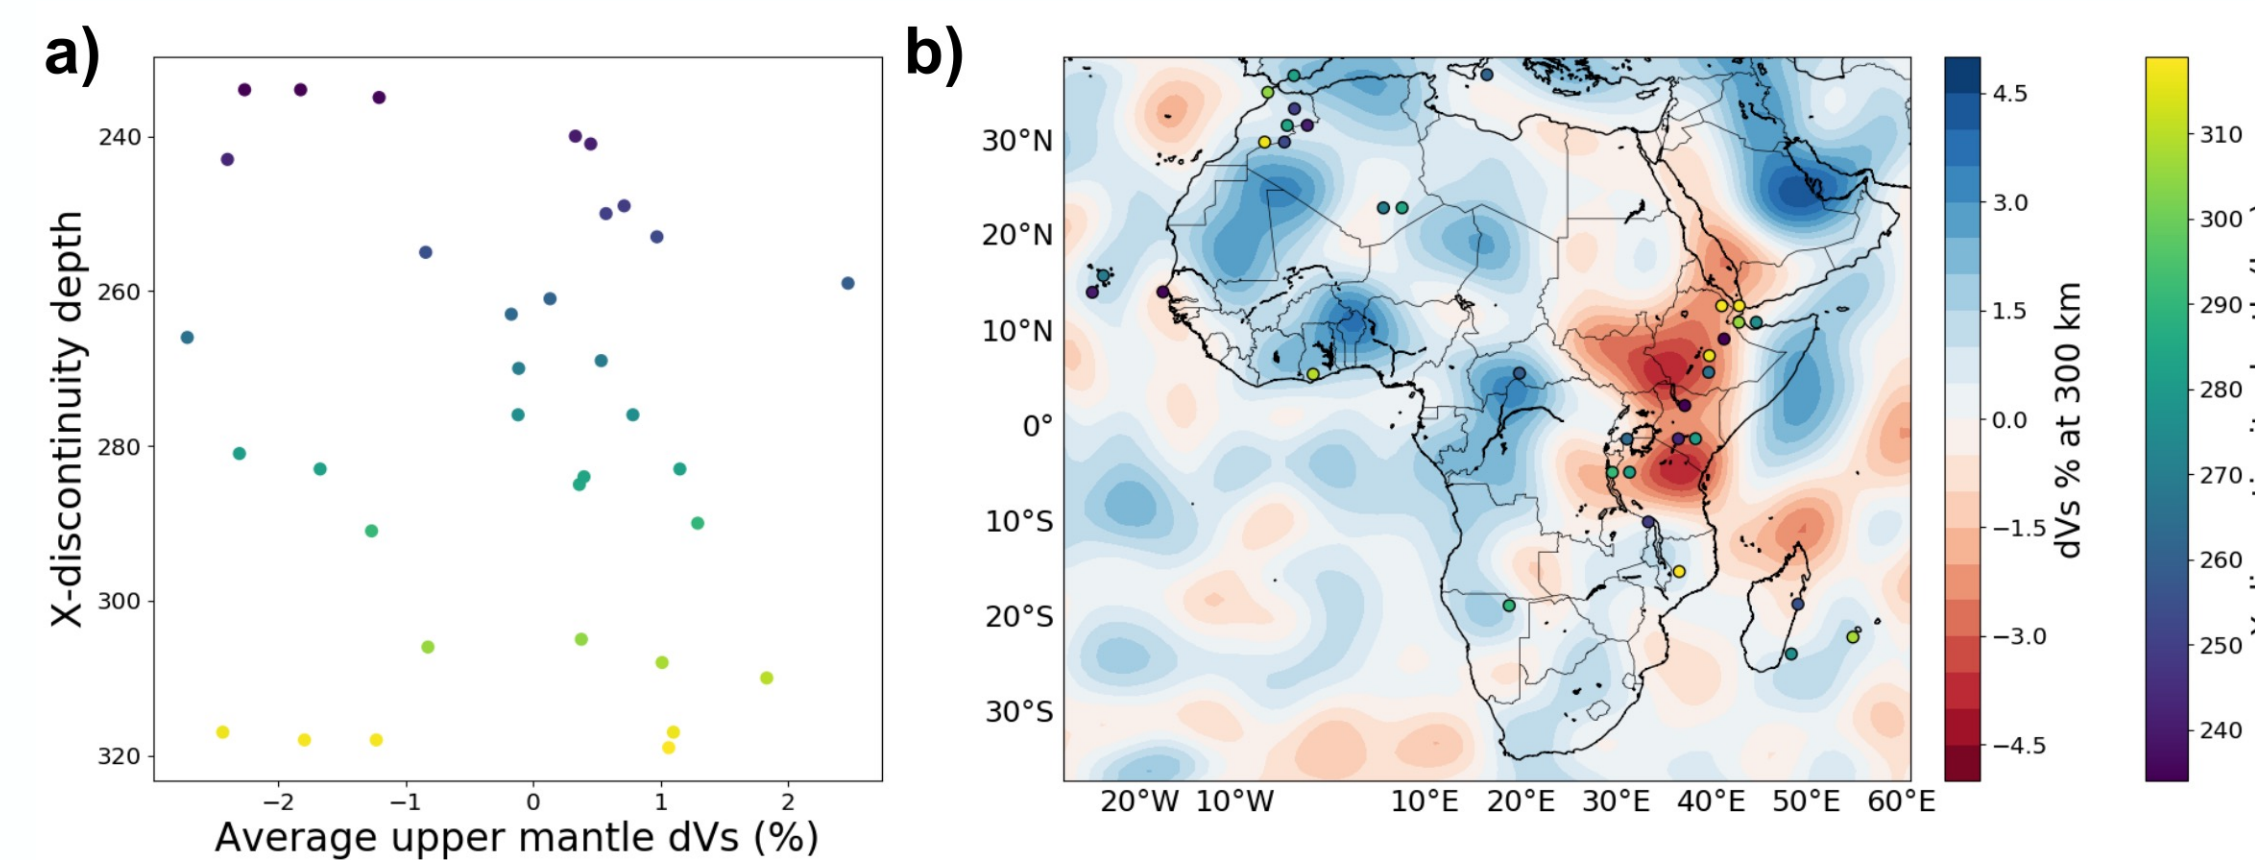 a)
240
260
280
300
320
X-discontinuity depth
−2
−1
0
1
2
Average upper mantle dVs (%)
b)
30°N
20°N
10°N
0°
10°S
20°S
30°S
20°W
10°W
10°E
20°E
30°E
40°E
50°E
60°E
4.5
3.0
1.5
0.0
−1.5
−3.0
−4.5
dVs % at 300 km
310
300
290
280
270
260
250
240